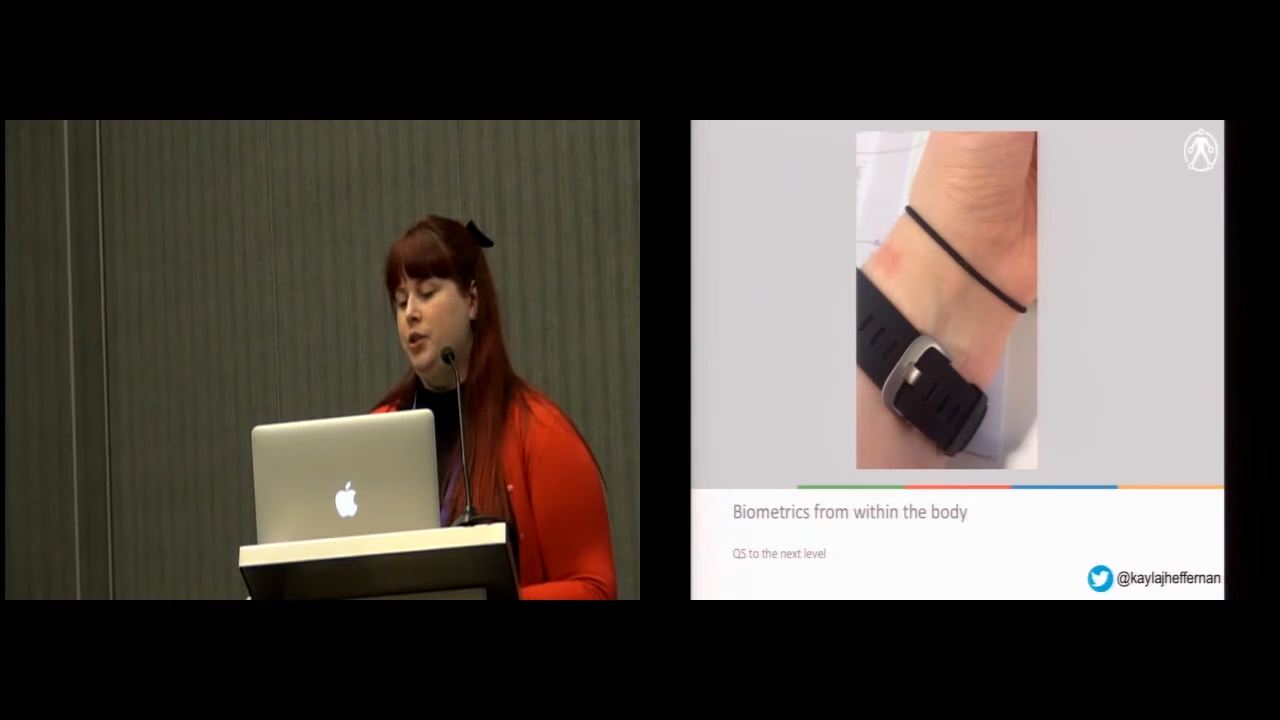 Biometrics from within the body
QS to the next level
@kaylajheffernan